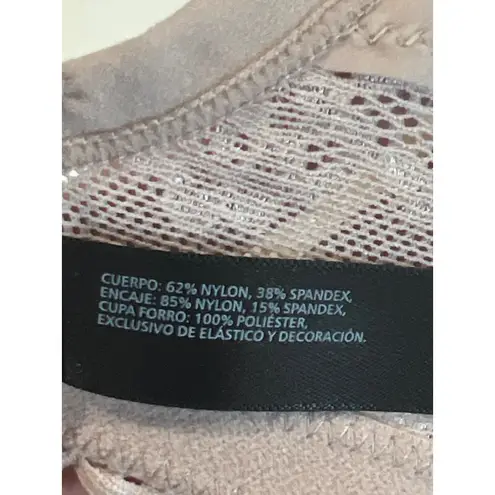 CUERPO: 62% NYLON, 38% SPANDEX,
ENCAJE: 85% NYLON, 15% SPANDEX,
CUPA FORRO: 100% POLIÉSTER,
EXCLUSIVO DE ELÁSTICO Y DECORACIÓN.